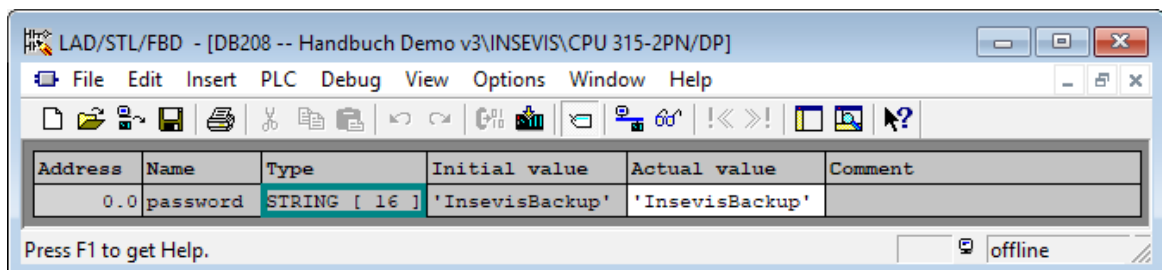 LAD/STL/FBD - [DB208 -- Handbuch Demo v3\INSEVIS\CPU 315-2PN/DP]
File Edit Insert PLC Debug View Options Window Help
Address Name Type Initial value Actual value Comment
0.0 password STRING [ 16 ] 'InsevisBackup' 'InsevisBackup'
Press F1 to get Help. offline